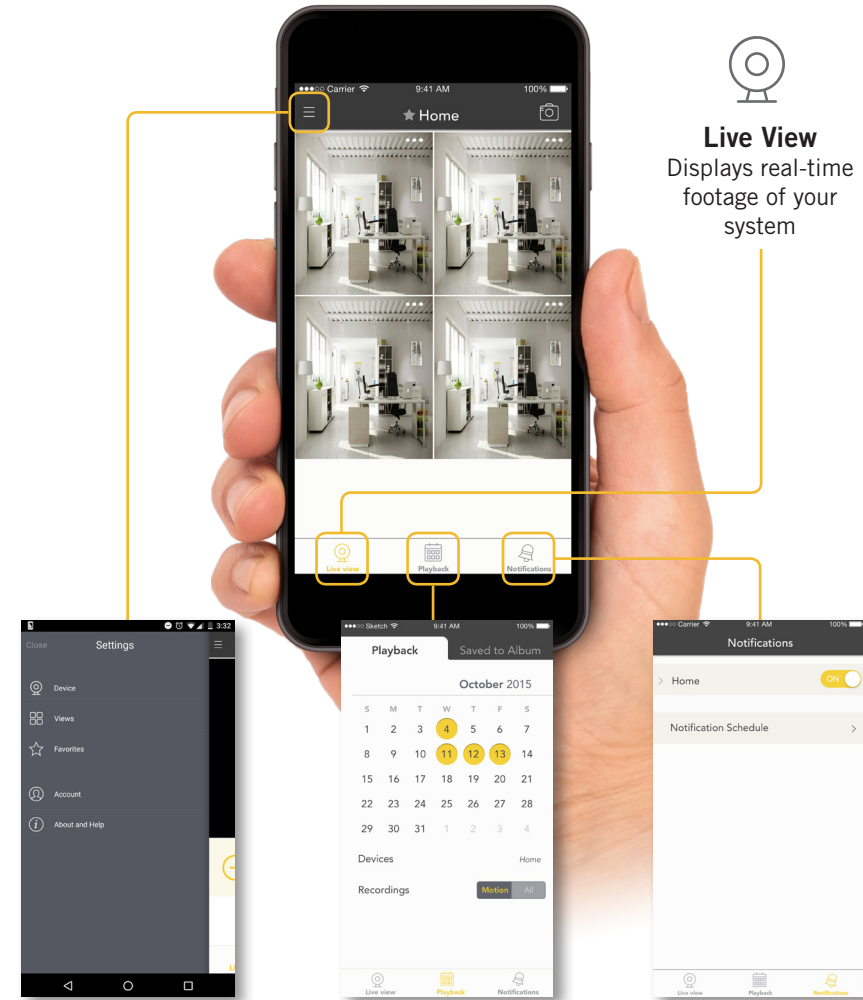 Carrier 9:41 AM 100%
Home
Live view Playback Notifications
Live View
Displays real-time
footage of your
system
3:32
Close Settings
Device
Views
Favorites
Account
About and Help
Sketch 9:41 AM 100%
Playback Saved to Album
October 2015
S M T W T F S
1 2 3 4 5 6 7
8 9 10 11 12 13 14
15 16 17 18 19 20 21
22 23 24 25 26 27 28
29 30 31 1 2 3 4
Devices Home
Recordings Motion All
Live view Playback Notifications
Carrier 9:41 AM 100%
Notifications
> Home ON
Notification Schedule >
Live view Playback Notifications